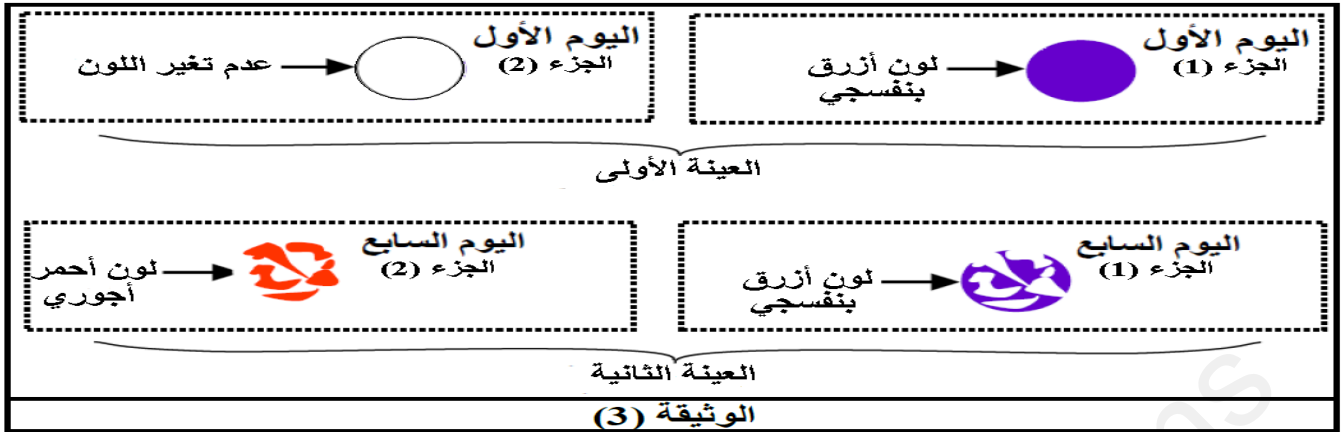 اليوم الأول
الجزء (1)
لون أزرق
بنفسجي
اليوم الأول
الجزء (2)
عدم تغير اللون
العينة الأولى
اليوم السابع
الجزء (1)
لون أزرق
بنفسجي
اليوم السابع
الجزء (2)
لون أحمر
أجوري
العينة الثانية
الوثيقة (3)